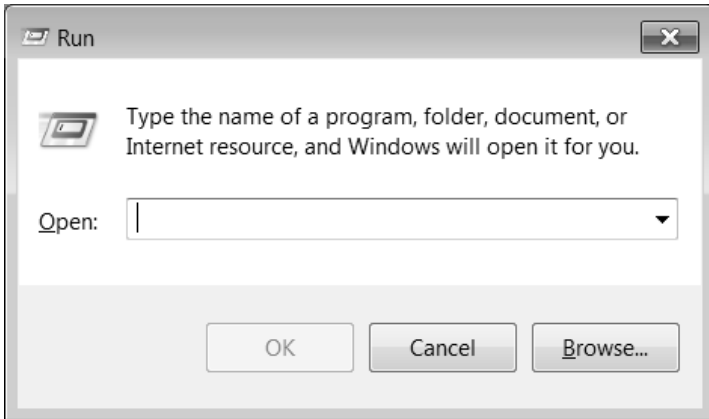 Run
Type the name of a program, folder, document, or
Internet resource, and Windows will open it for you.
Open:
OK
Cancel
Browse...